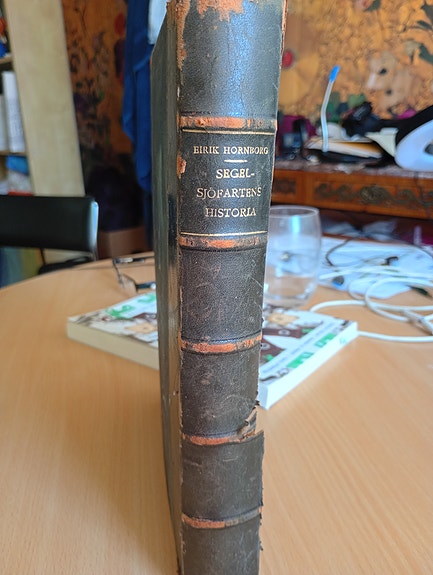 EIRIK HORNBORG
SEGEL-
SJÖFARTENS
HISTORIA